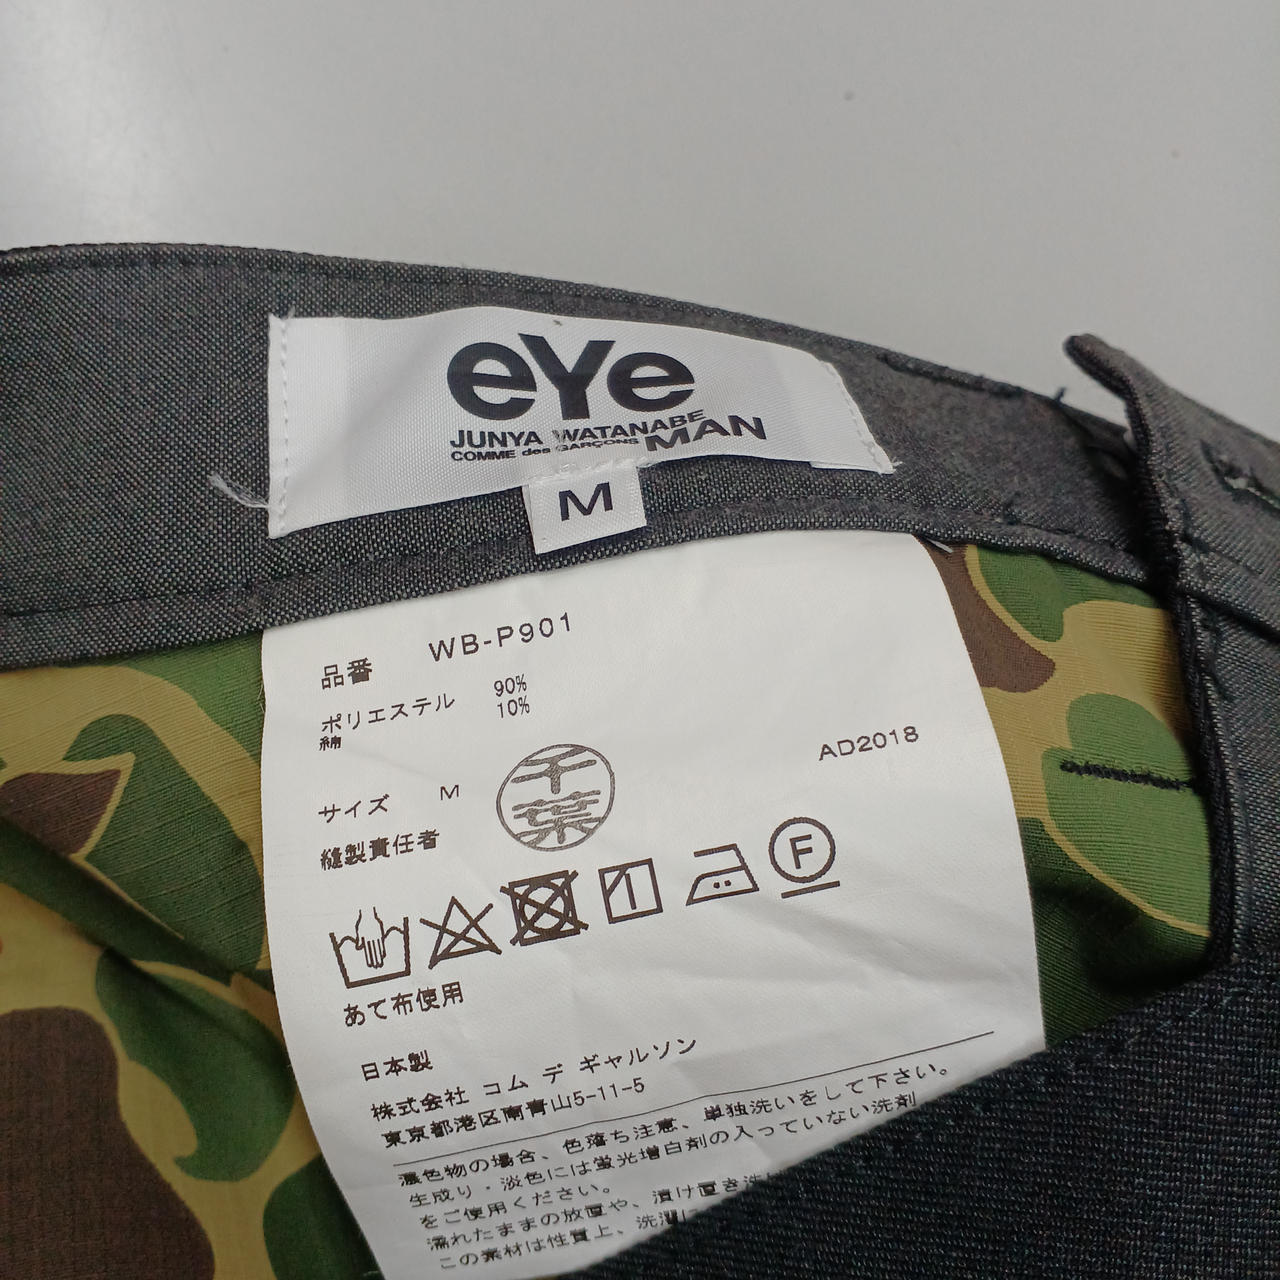 eYe
JUNYA WATANABE
COMME des GARÇONS MAN
M
品番 WB-P901
ポリエステル 90%
綿 10%
AD2018
サイズ M
千葉
縫製責任者
F
あて布使用
日本製
株式会社 コム デ ギャルソン
東京都港区南青山5-11-5
濃色物の場合、色落ち注意、単独洗いをして下さい。
生成り・淡色には蛍光増白剤の入っていない洗剤
をご使用ください。
濡れたままの放置や、漬け置き洗
この素材は性質上、洗濯に